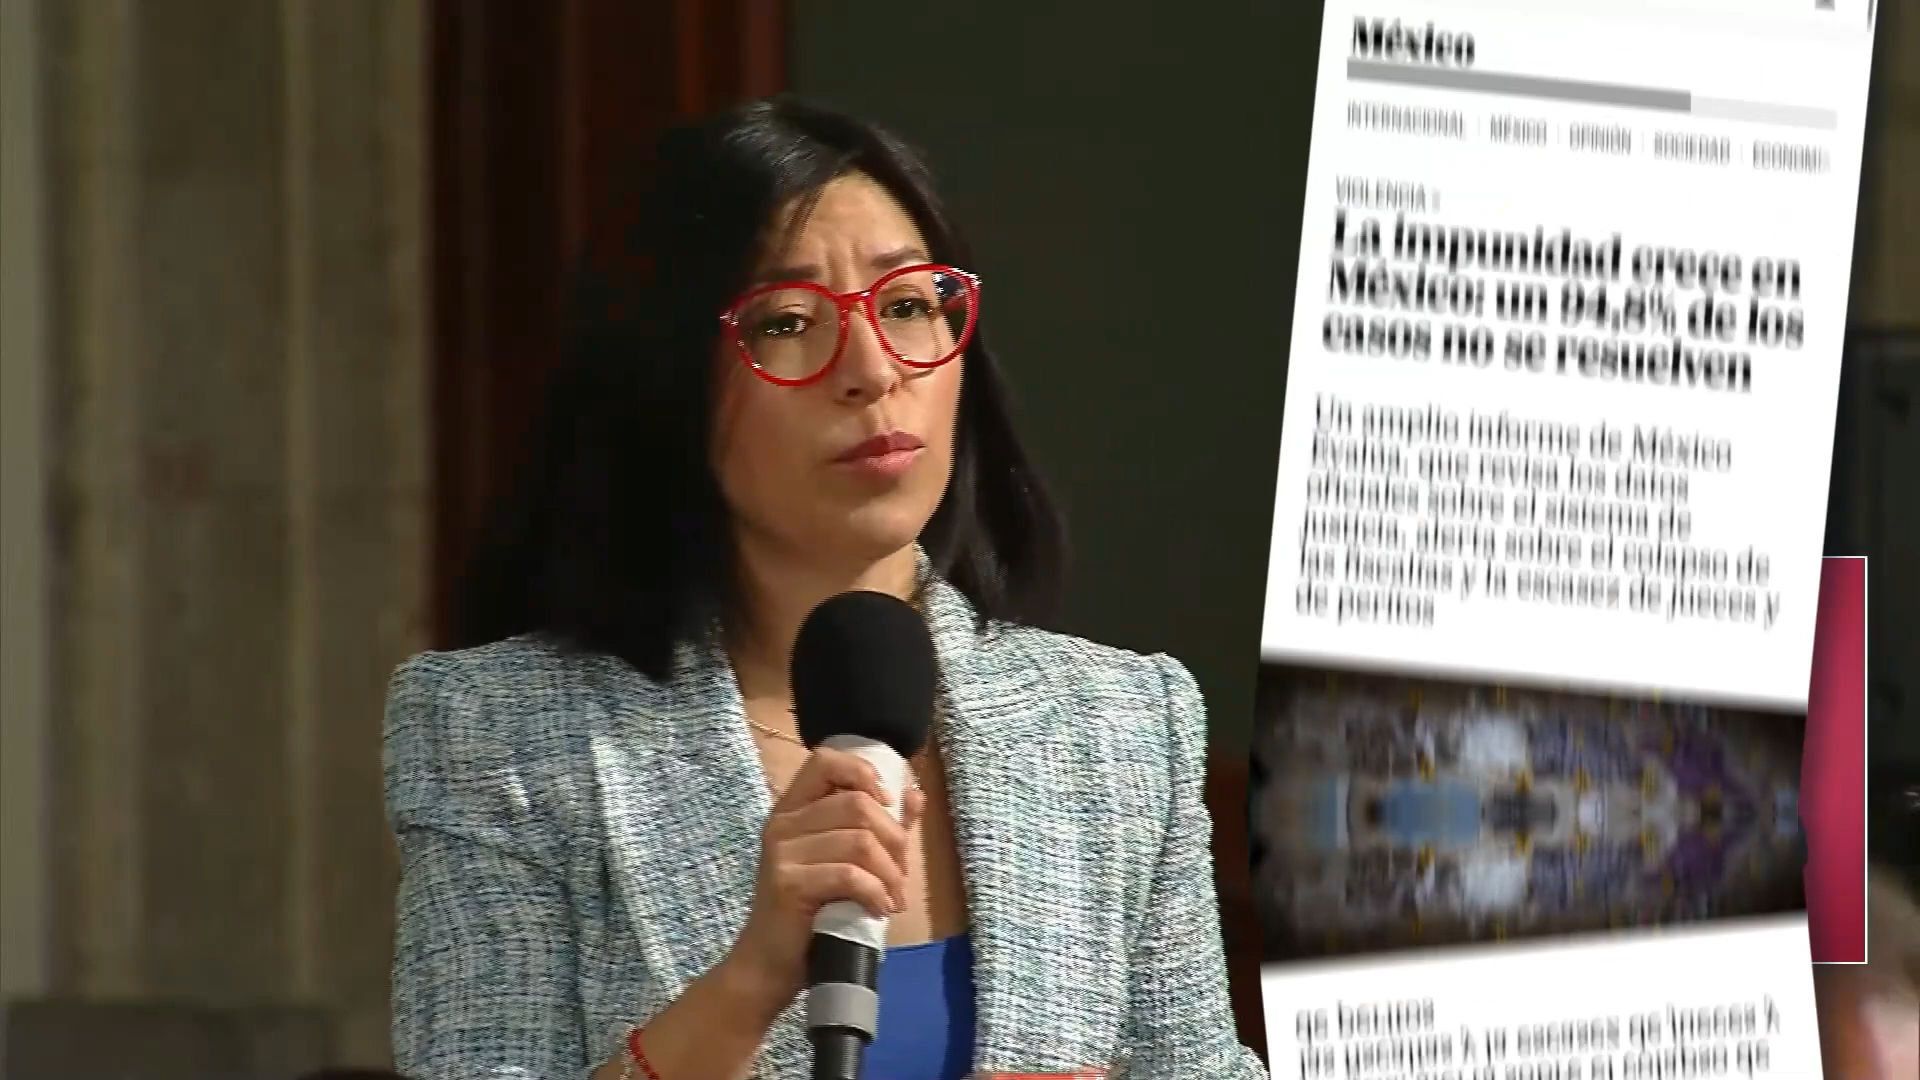 México
INTERNACIONAL | MÉXICO | OPINIÓN | SOCIEDAD | ECONOMÍA
VIOLENCIA ›
La impunidad crece en
México: un 94,8% de los
casos no se resuelven
Un amplio informe de México
Evalúa, que revisa los datos
oficiales sobre el sistema de
justicia, alerta sobre el colapso de
las fiscalías y la escasez de jueces y
de peritos